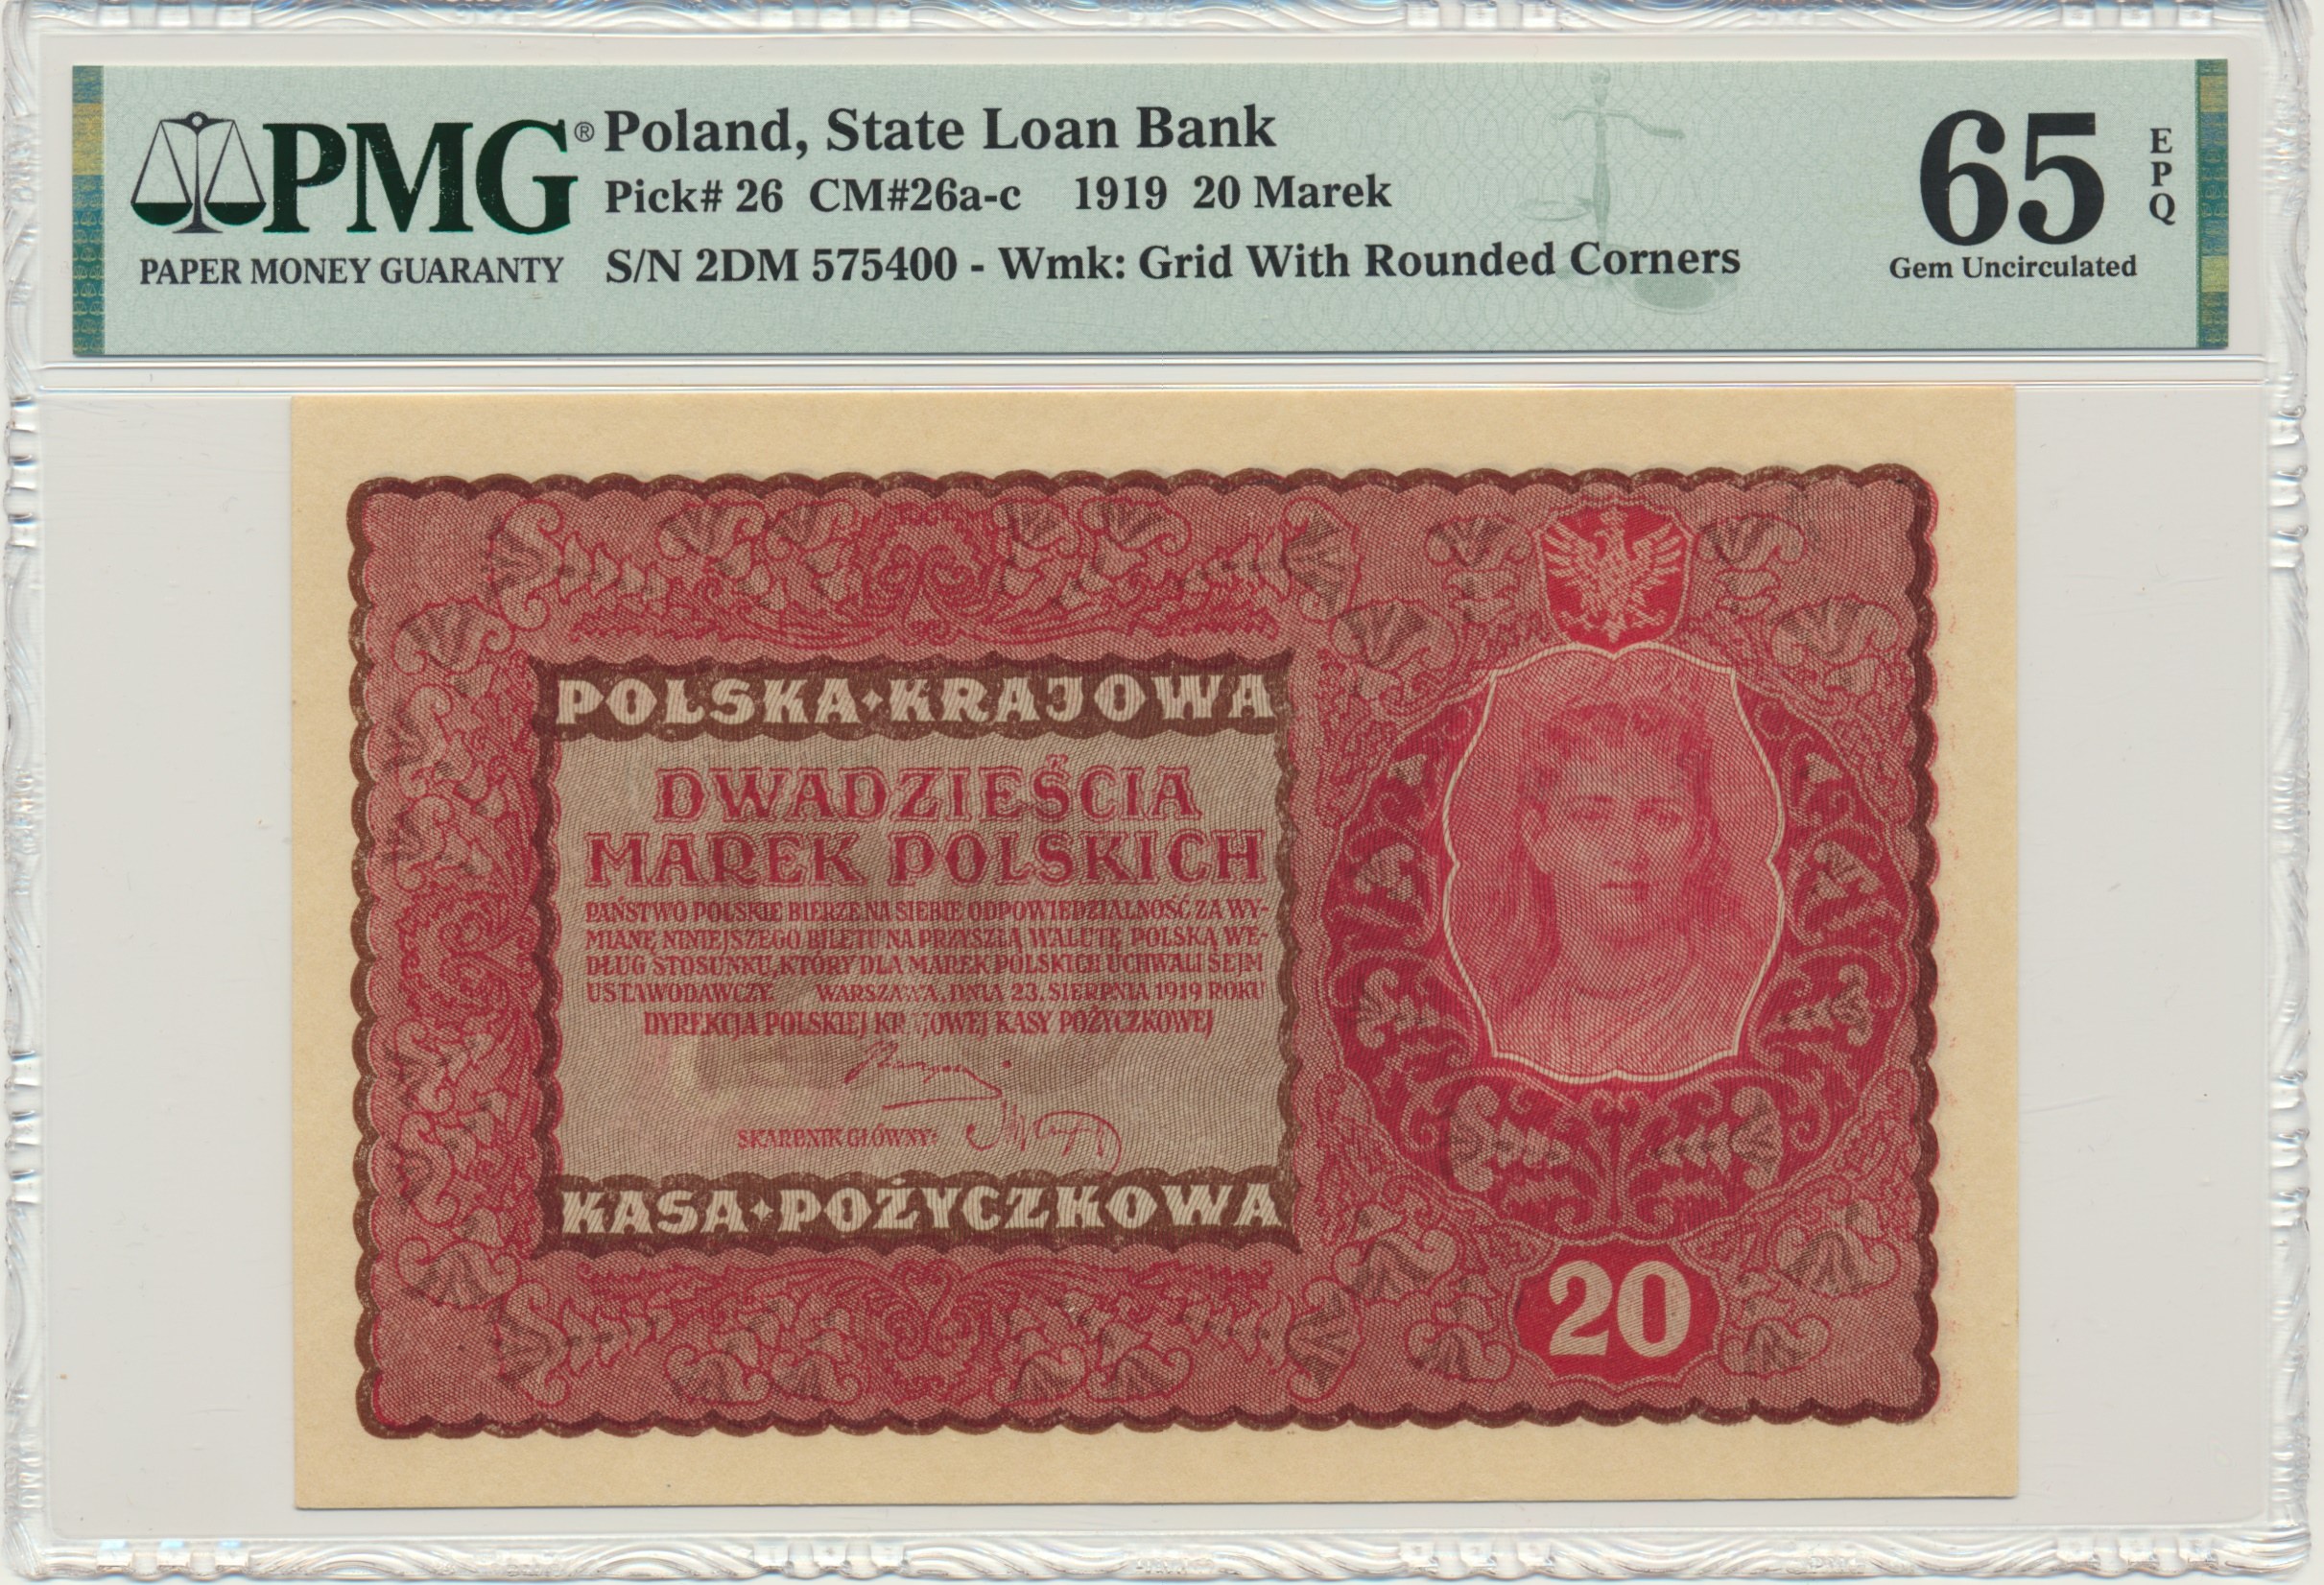 PMG®
PAPER MONEY GUARANTY
Poland, State Loan Bank
Pick# 26 CM#26a-c 1919 20 Marek
S/N 2DM 575400 - Wmk: Grid With Rounded Corners
65
EPQ
Gem Uncirculated
POLSKA KRAJOWA
DWADZIEŚCIA
MAREK POLSKICH
PAŃSTWO POLSKIE BIERZE NA SIEBIE ODPOWIEDZIALNOŚĆ ZA WY-
MIANĘ NINIEJSZEGO BILETU NA PRZYSZŁĄ WALUTĘ POLSKĄ WE-
DŁUG STOSUNKU, KTÓRY DLA MAREK POLSKICH UCHWALI SEJM
USTAWODAWCZY. WARSZAWA, DNIA 23. SIERPNIA 1919 ROKU
DYREKCJA POLSKIEJ KRAJOWEJ KASY POŻYCZKOWEJ
SKARBNIK GŁÓWNY:
KASA POŻYCZKOWA
20